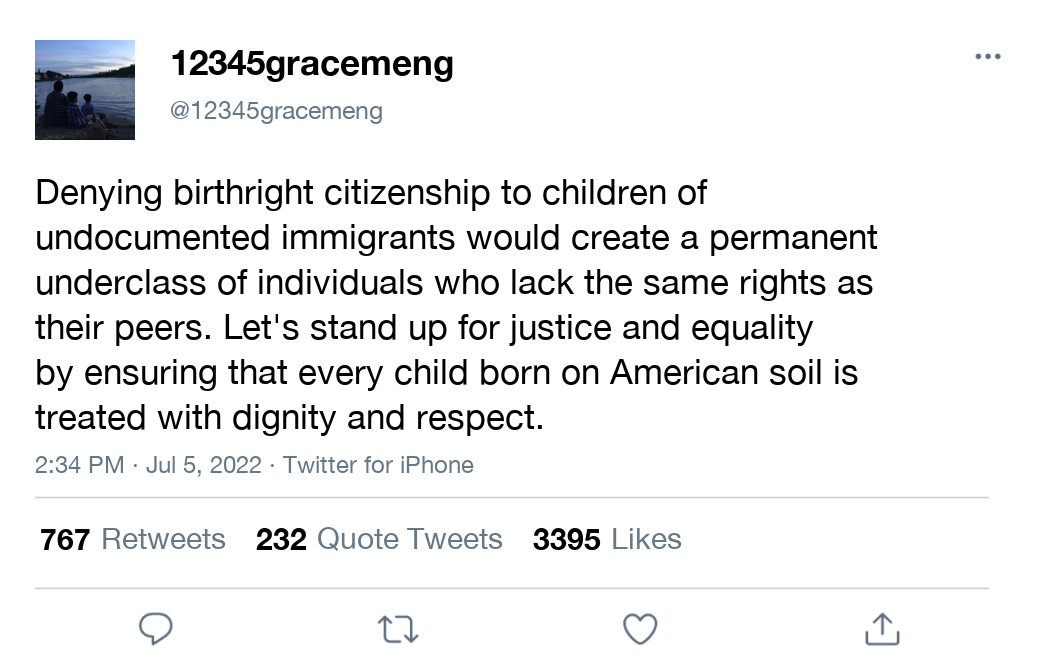 12345gracemeng
@12345gracemeng
Denying birthright citizenship to children of
undocumented immigrants would create a permanent
underclass of individuals who lack the same rights as
their peers. Let's stand up for justice and equality
by ensuring that every child born on American soil is
treated with dignity and respect.
2:34 PM · Jul 5, 2022 · Twitter for iPhone
767 Retweets 232 Quote Tweets 3395 Likes